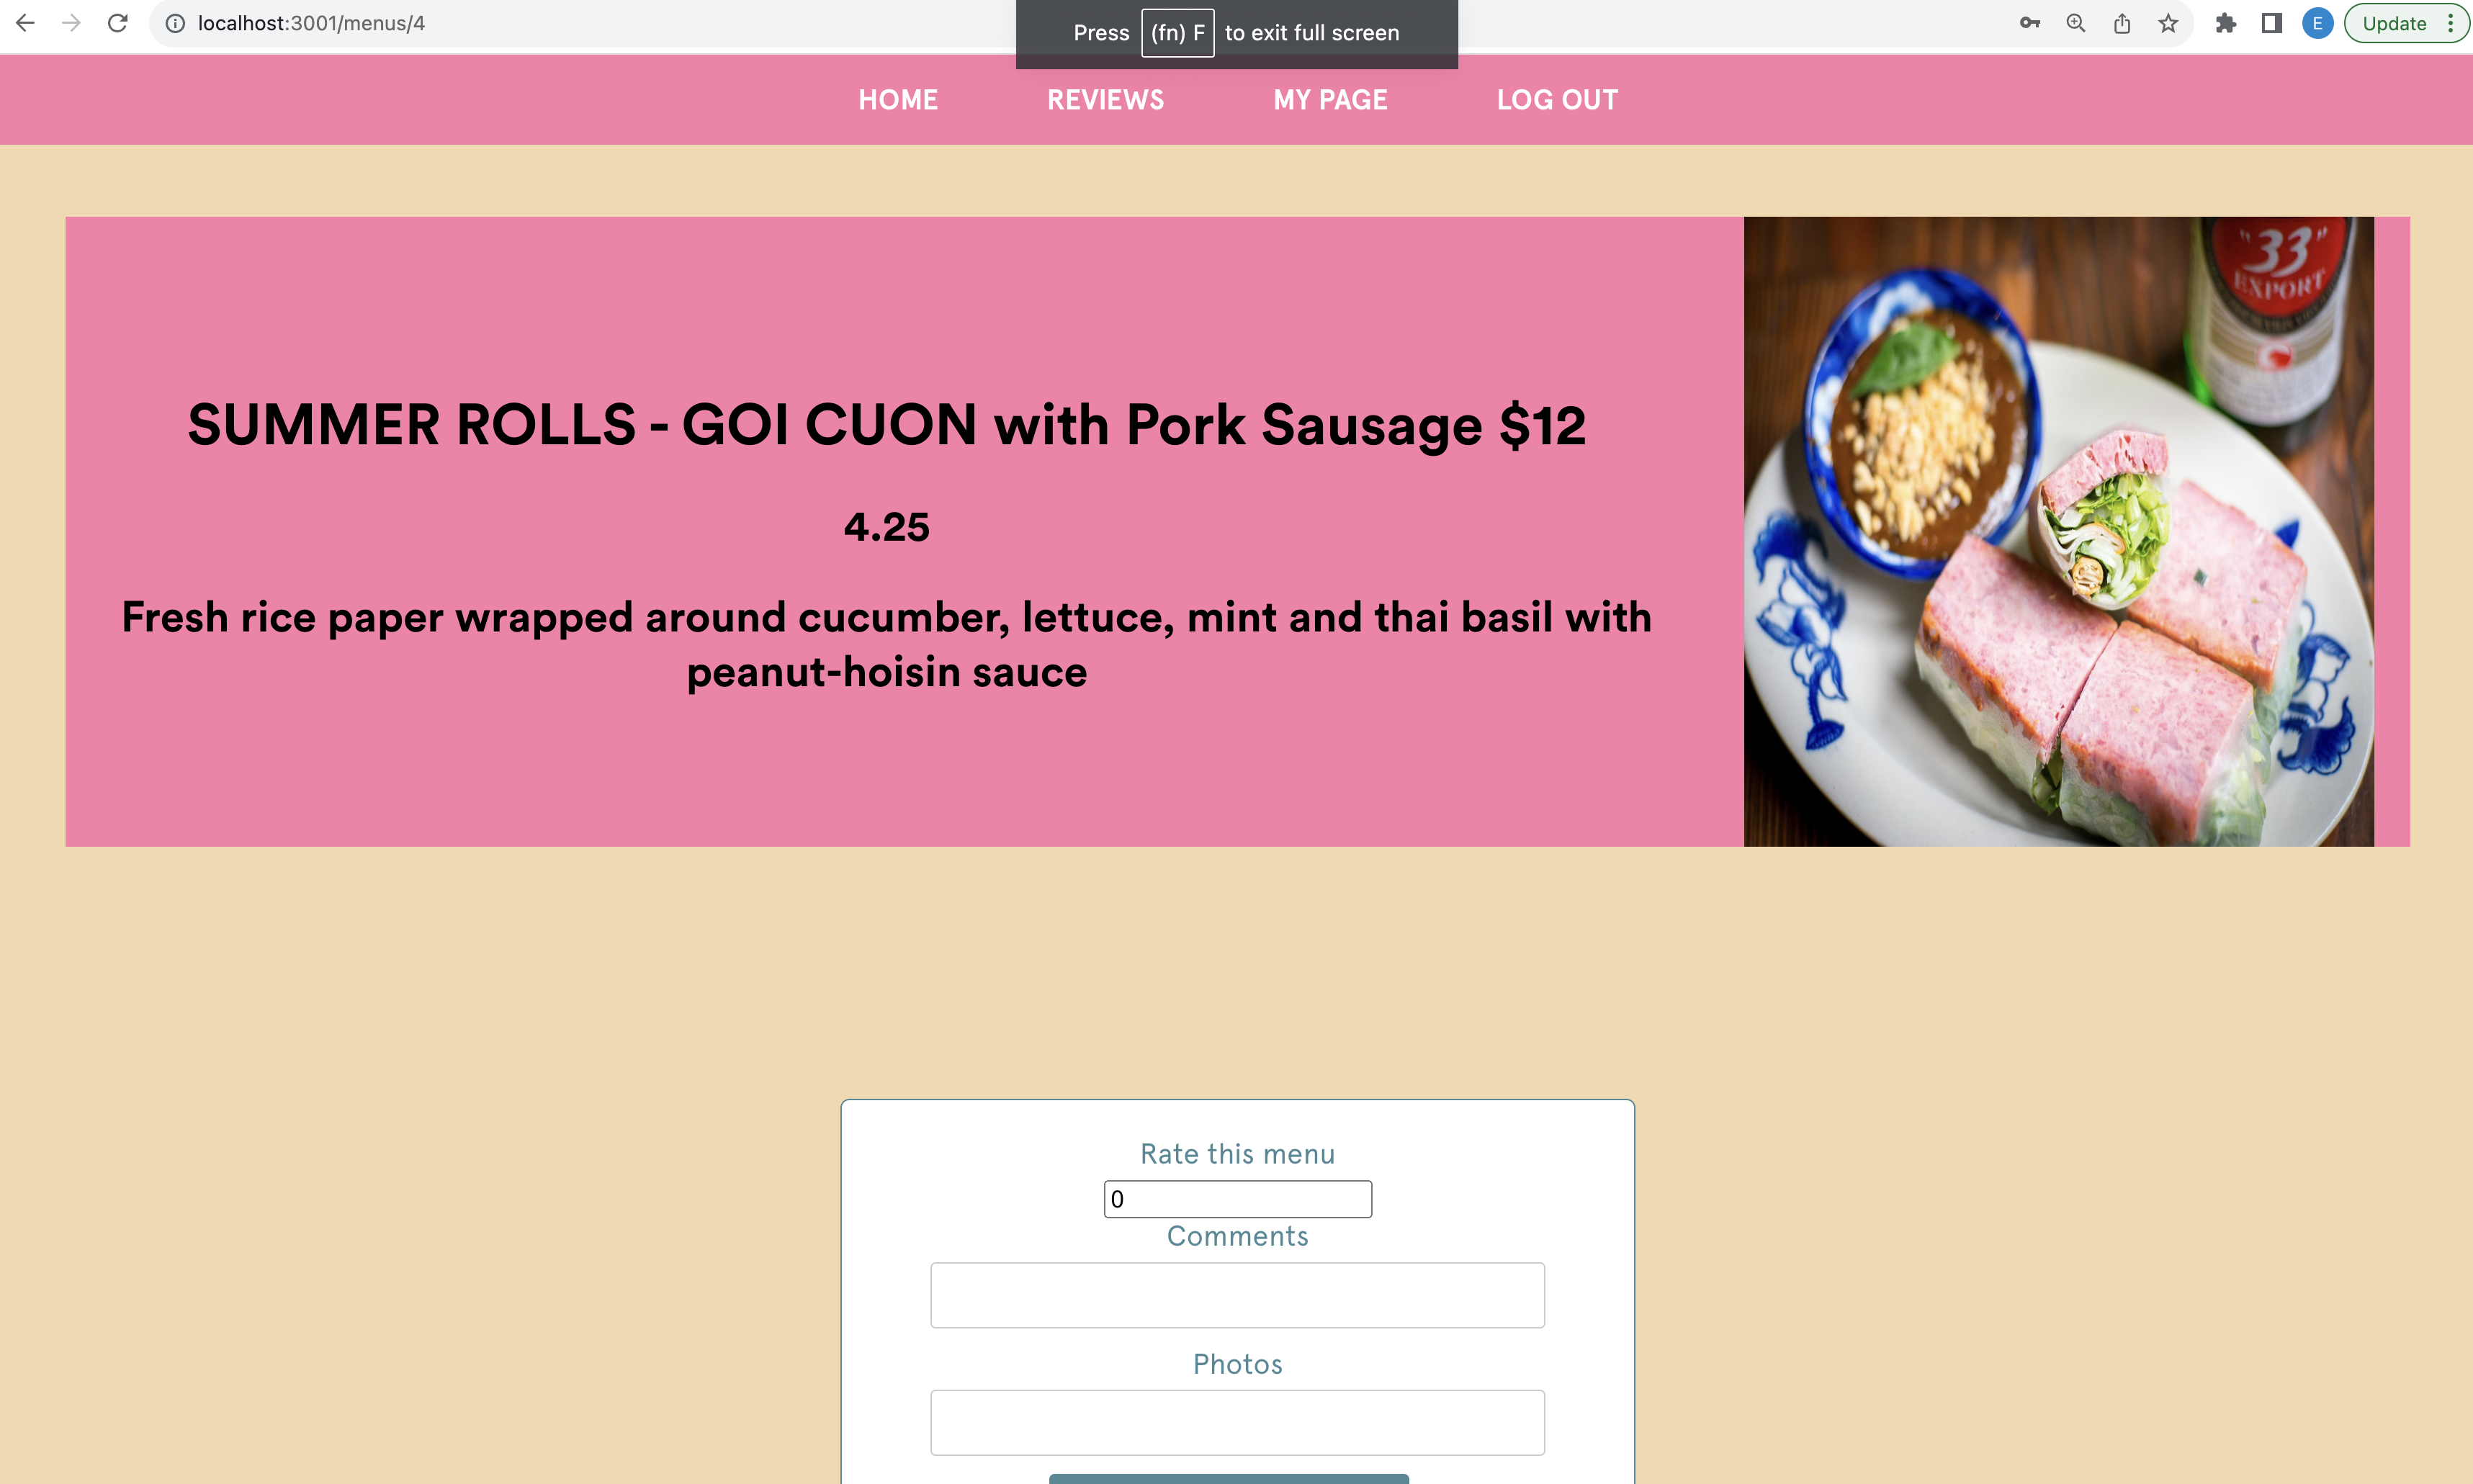 localhost:3001/menus/4
Press (fn) F to exit full screen
E
Update
HOME REVIEWS MY PAGE LOG OUT
SUMMER ROLLS - GOI CUON with Pork Sausage $12
4.25
Fresh rice paper wrapped around cucumber, lettuce, mint and thai basil with
peanut-hoisin sauce
"33"
EXPORT
Rate this menu
0
Comments
Photos